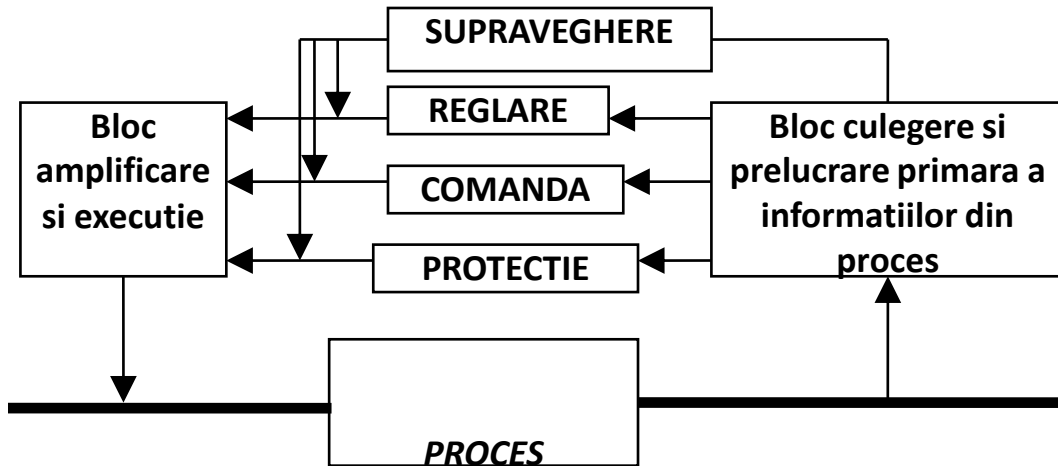 SUPRAVEGHERE
REGLARE
COMANDA
PROTECTIE
Bloc
amplificare
si executie
Bloc culegere si
prelucrare primara a
informatiilor din
proces
PROCES